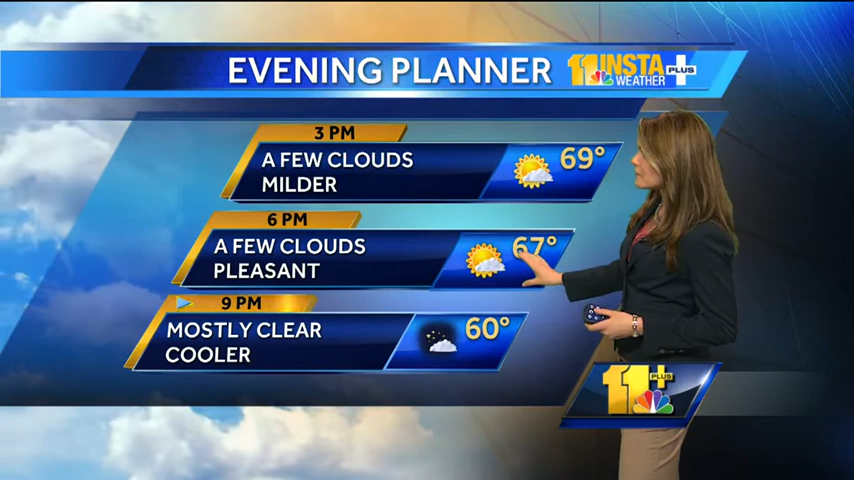 EVENING PLANNER
11 INSTA
WEATHER PLUS
3 PM
A FEW CLOUDS
MILDER
69°
6 PM
A FEW CLOUDS
PLEASANT
67°
9 PM
MOSTLY CLEAR
COOLER
60°
11 PLUS